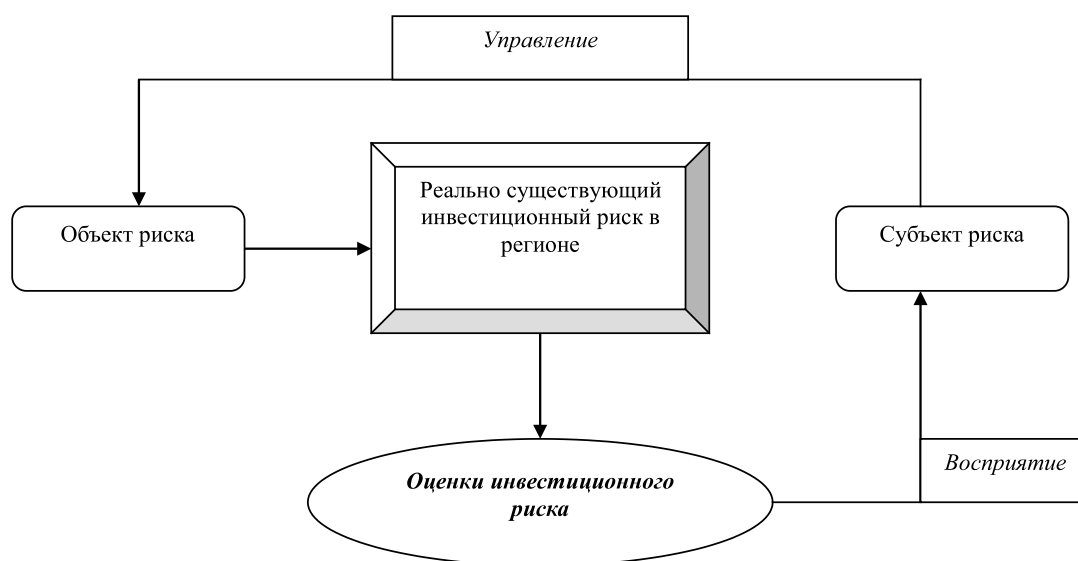 Управление
Реально существующий
инвестиционный риск в
регионе
Объект риска
Субъект риска
Восприятие
Оценки инвестиционного
риска